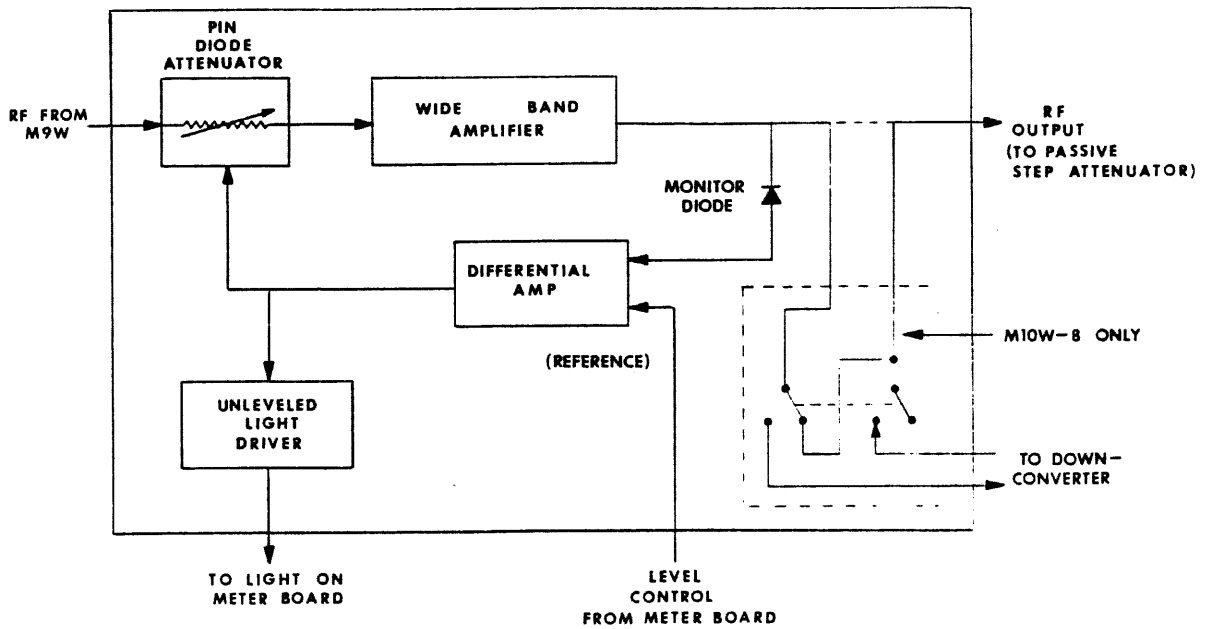 PIN
DIODE
ATTENUATOR
RF FROM
M9W
WIDE BAND
AMPLIFIER
RF
OUTPUT
(TO PASSIVE
STEP ATTENUATOR)
MONITOR
DIODE
DIFFERENTIAL
AMP
(REFERENCE)
M10W-8 ONLY
UNLEVELED
LIGHT
DRIVER
TO DOWN-
CONVERTER
TO LIGHT ON
METER BOARD
LEVEL
CONTROL
FROM METER BOARD